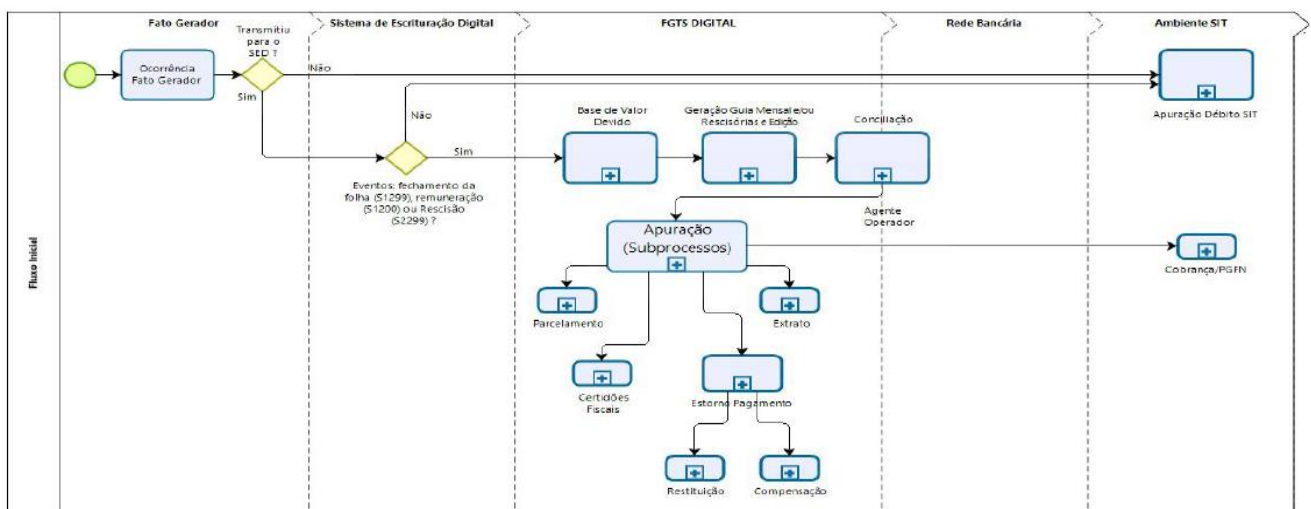 Fato Gerador
Sistema de Escrituração Digital
FGTS DIGITAL
Rede Bancária
Ambiente SIT
Fluxo Inicial
Transmitiu
para o
SED ?
Ocorrência
Fato Gerador
Não
Sim
Não
Sim
Eventos: fechamento da
folha (S1299), remuneração
(S1200) ou Rescisão
(S2299) ?
Base de Valor
Devido
Geração Guia Mensal e/ou
Rescisórias e Edição
Conciliação
Apuração Débito SIT
Agente
Operador
Apuração
(Subprocessos)
Cobrança/PGFN
Parcelamento
Extrato
Certidões
Fiscais
Estorno Pagamento
Restituição
Compensação